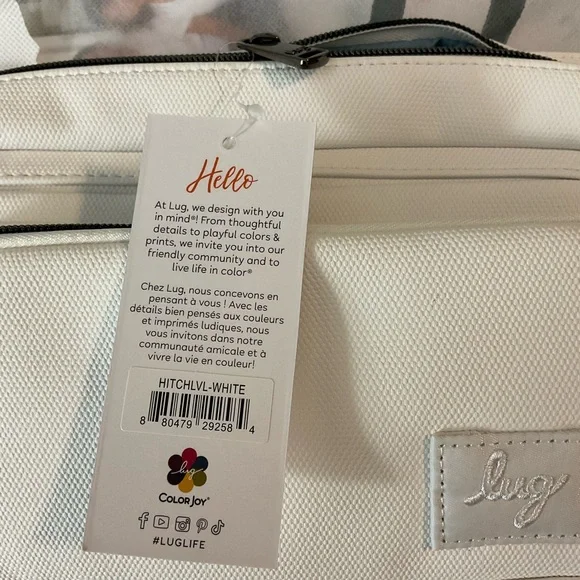 Hello
At Lug, we design with you
in mind®! From thoughtful
details to playful colors &
prints, we invite you into our
friendly community and to
live life in color®
Chez Lug, nous concevons en
pensant à vous ! Avec les
détails bien pensés aux couleurs
et imprimés ludiques, nous
vous invitons dans notre
communauté amicale et à
vivre la vie en couleur!
HITCHLVL-WHITE
8 80479 29258 4
lug
COLOR JOY®
#LUGLIFE
lug